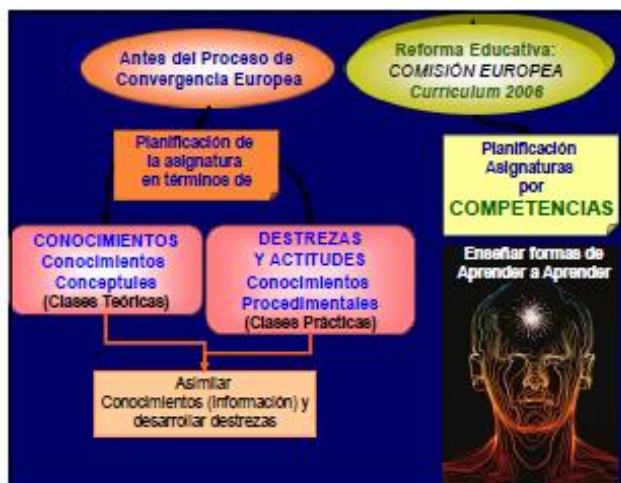 Antes del Proceso de
Convergencia Europea
Planificación de
la asignatura
en términos de
CONOCIMIENTOS
Conocimientos
Conceptules
(Clases Teóricas)
DESTREZAS
Y ACTITUDES
Conocimientos
Procedimentales
(Clases Prácticas)
Asimilar
Conocimientos (Información) y
desarrollar destrezas
Reforma Educativa:
COMISIÓN EUROPEA
Curriculum 2006
Planificación
Asignaturas
por
COMPETENCIAS
Enseñar formas de
Aprender a Aprender